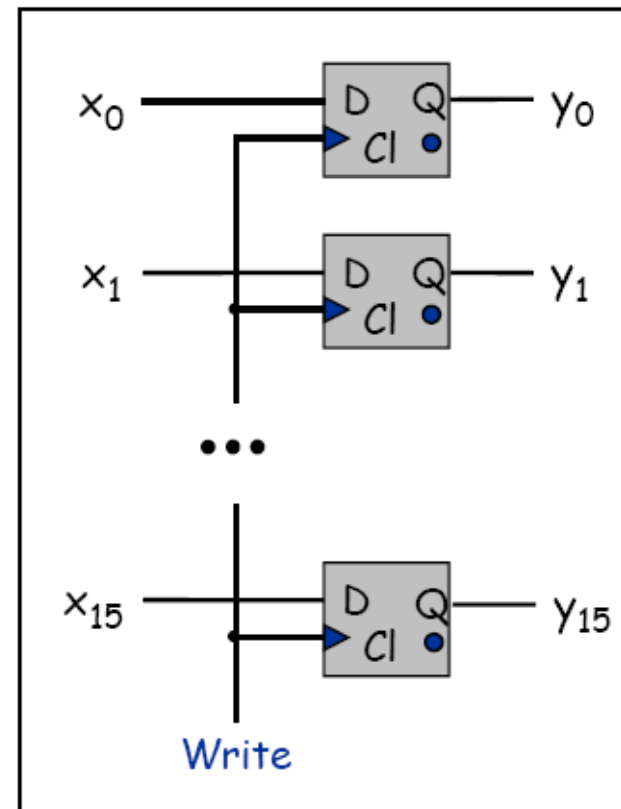 x₀ D Q y₀
Cl
x₁ D Q y₁
Cl
•••
x₁₅ D Q y₁₅
Cl
Write